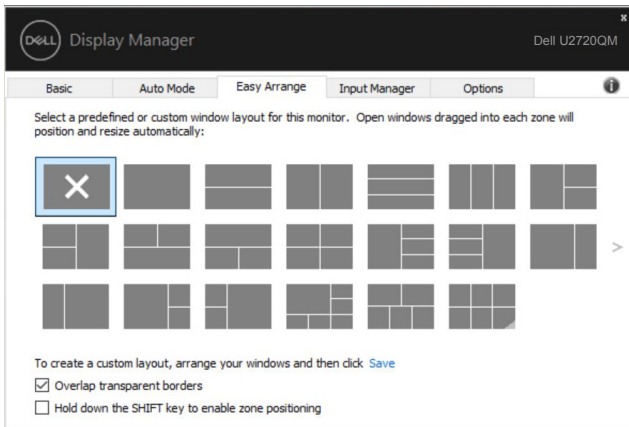 DELL Display Manager
x
Dell U2720QM
Basic Auto Mode Easy Arrange Input Manager Options
Select a predefined or custom window layout for this monitor. Open windows dragged into each zone will
position and resize automatically:
>
To create a custom layout, arrange your windows and then click Save
Overlap transparent borders
Hold down the SHIFT key to enable zone positioning